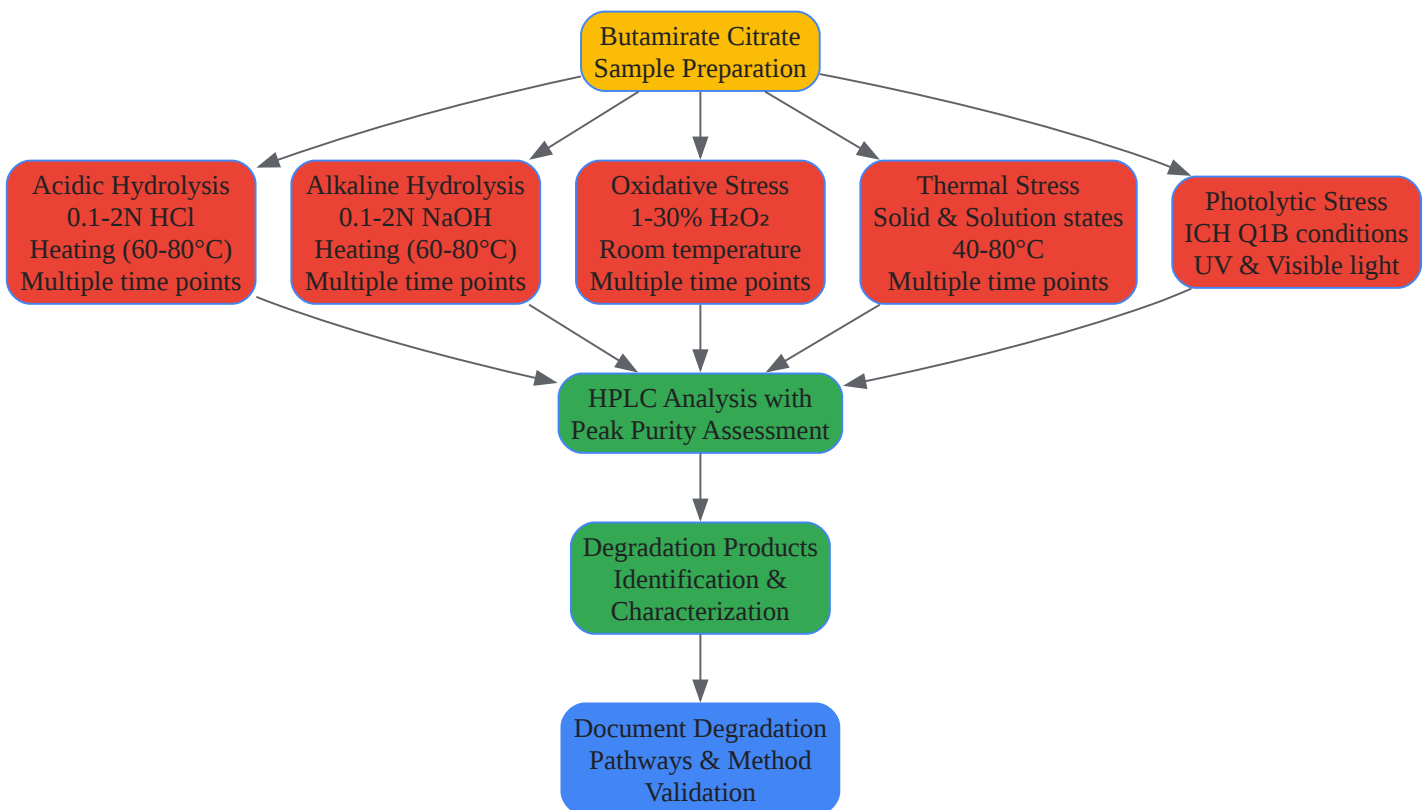 Butamirate Citrate
Sample Preparation
Acidic Hydrolysis
0.1-2N HCl
Heating (60-80°C)
Multiple time points
Alkaline Hydrolysis
0.1-2N NaOH
Heating (60-80°C)
Multiple time points
Oxidative Stress
1-30% H₂O₂
Room temperature
Multiple time points
Thermal Stress
Solid & Solution states
40-80°C
Multiple time points
Photolytic Stress
ICH Q1B conditions
UV & Visible light
HPLC Analysis with
Peak Purity Assessment
Degradation Products
Identification &
Characterization
Document Degradation
Pathways & Method
Validation